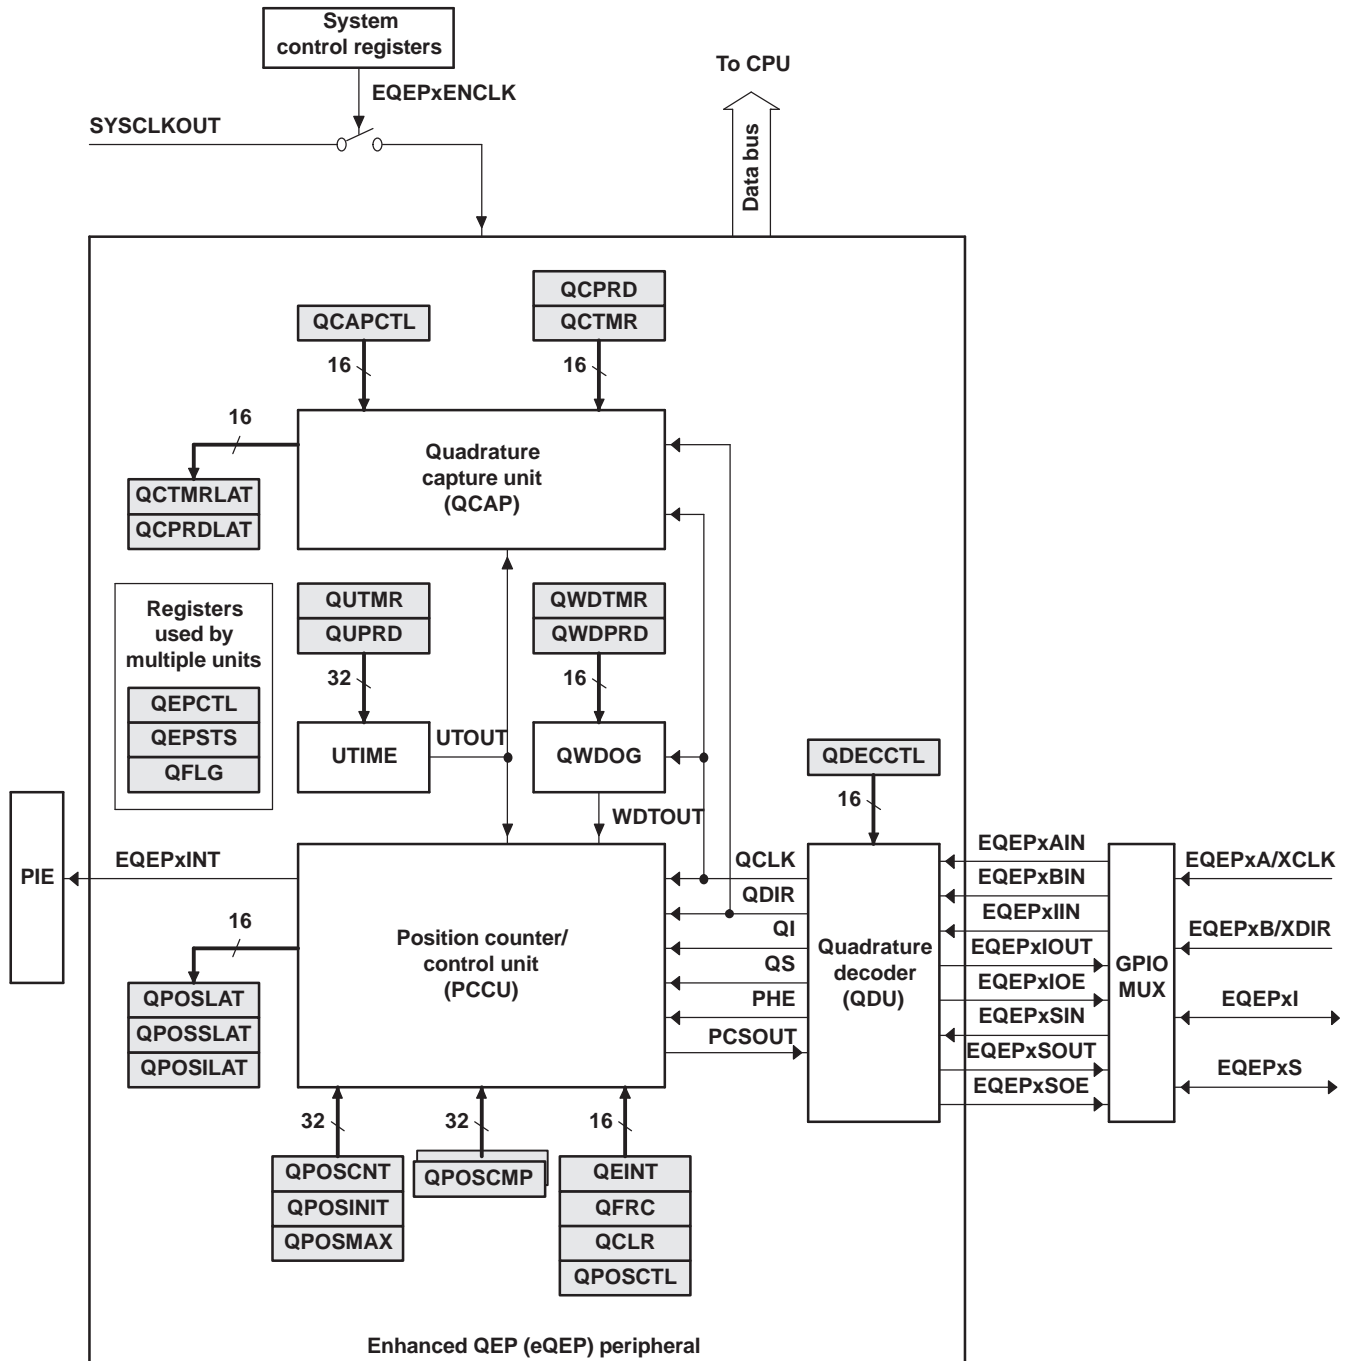 System
control registers
To CPU
EQEPxENCLK
SYSCLKOUT
Data bus
QCPRD
QCAPCTL
QCTMR
16
16
16
Quadrature
capture unit
(QCAP)
QCTMRLAT
QCPRDLAT
Registers
used by
multiple units
QEPCTL
QEPSTS
QFLG
QUTMR
QUPRD
QWDTMR
QWDPRD
32
16
UTIME
UTOUT
QWDOG
QDECCTL
WDTOUT
16
PIE
EQEPxINT
16
Position counter/
control unit
(PCCU)
QCLK
QDIR
QI
QS
PHE
PCSOUT
Quadrature
decoder
(QDU)
EQEPxAIN
EQEPxBIN
EQEPxIIN
EQEPxIOUT
EQEPxIOE
EQEPxSIN
EQEPxSOUT
EQEPxSOE
GPIO
MUX
EQEPxA/XCLK
EQEPxB/XDIR
EQEPxI
EQEPxS
QPOSLAT
QPOSSLAT
QPOSILAT
32
32
16
QPOSCNT
QPOSINIT
QPOSMAX
QPOSCMP
QEINT
QFRC
QCLR
QPOSCTL
Enhanced QEP (eQEP) peripheral